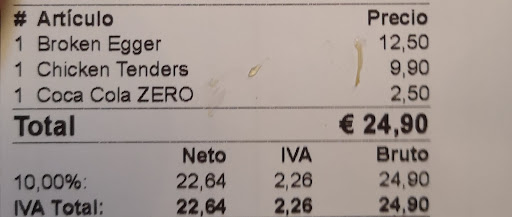 # Artículo Precio
1 Broken Egger 12,50
1 Chicken Tenders 9,90
1 Coca Cola ZERO 2,50
Total € 24,90
Neto IVA Bruto
10,00%: 22,64 2,26 24,90
IVA Total: 22,64 2,26 24,90